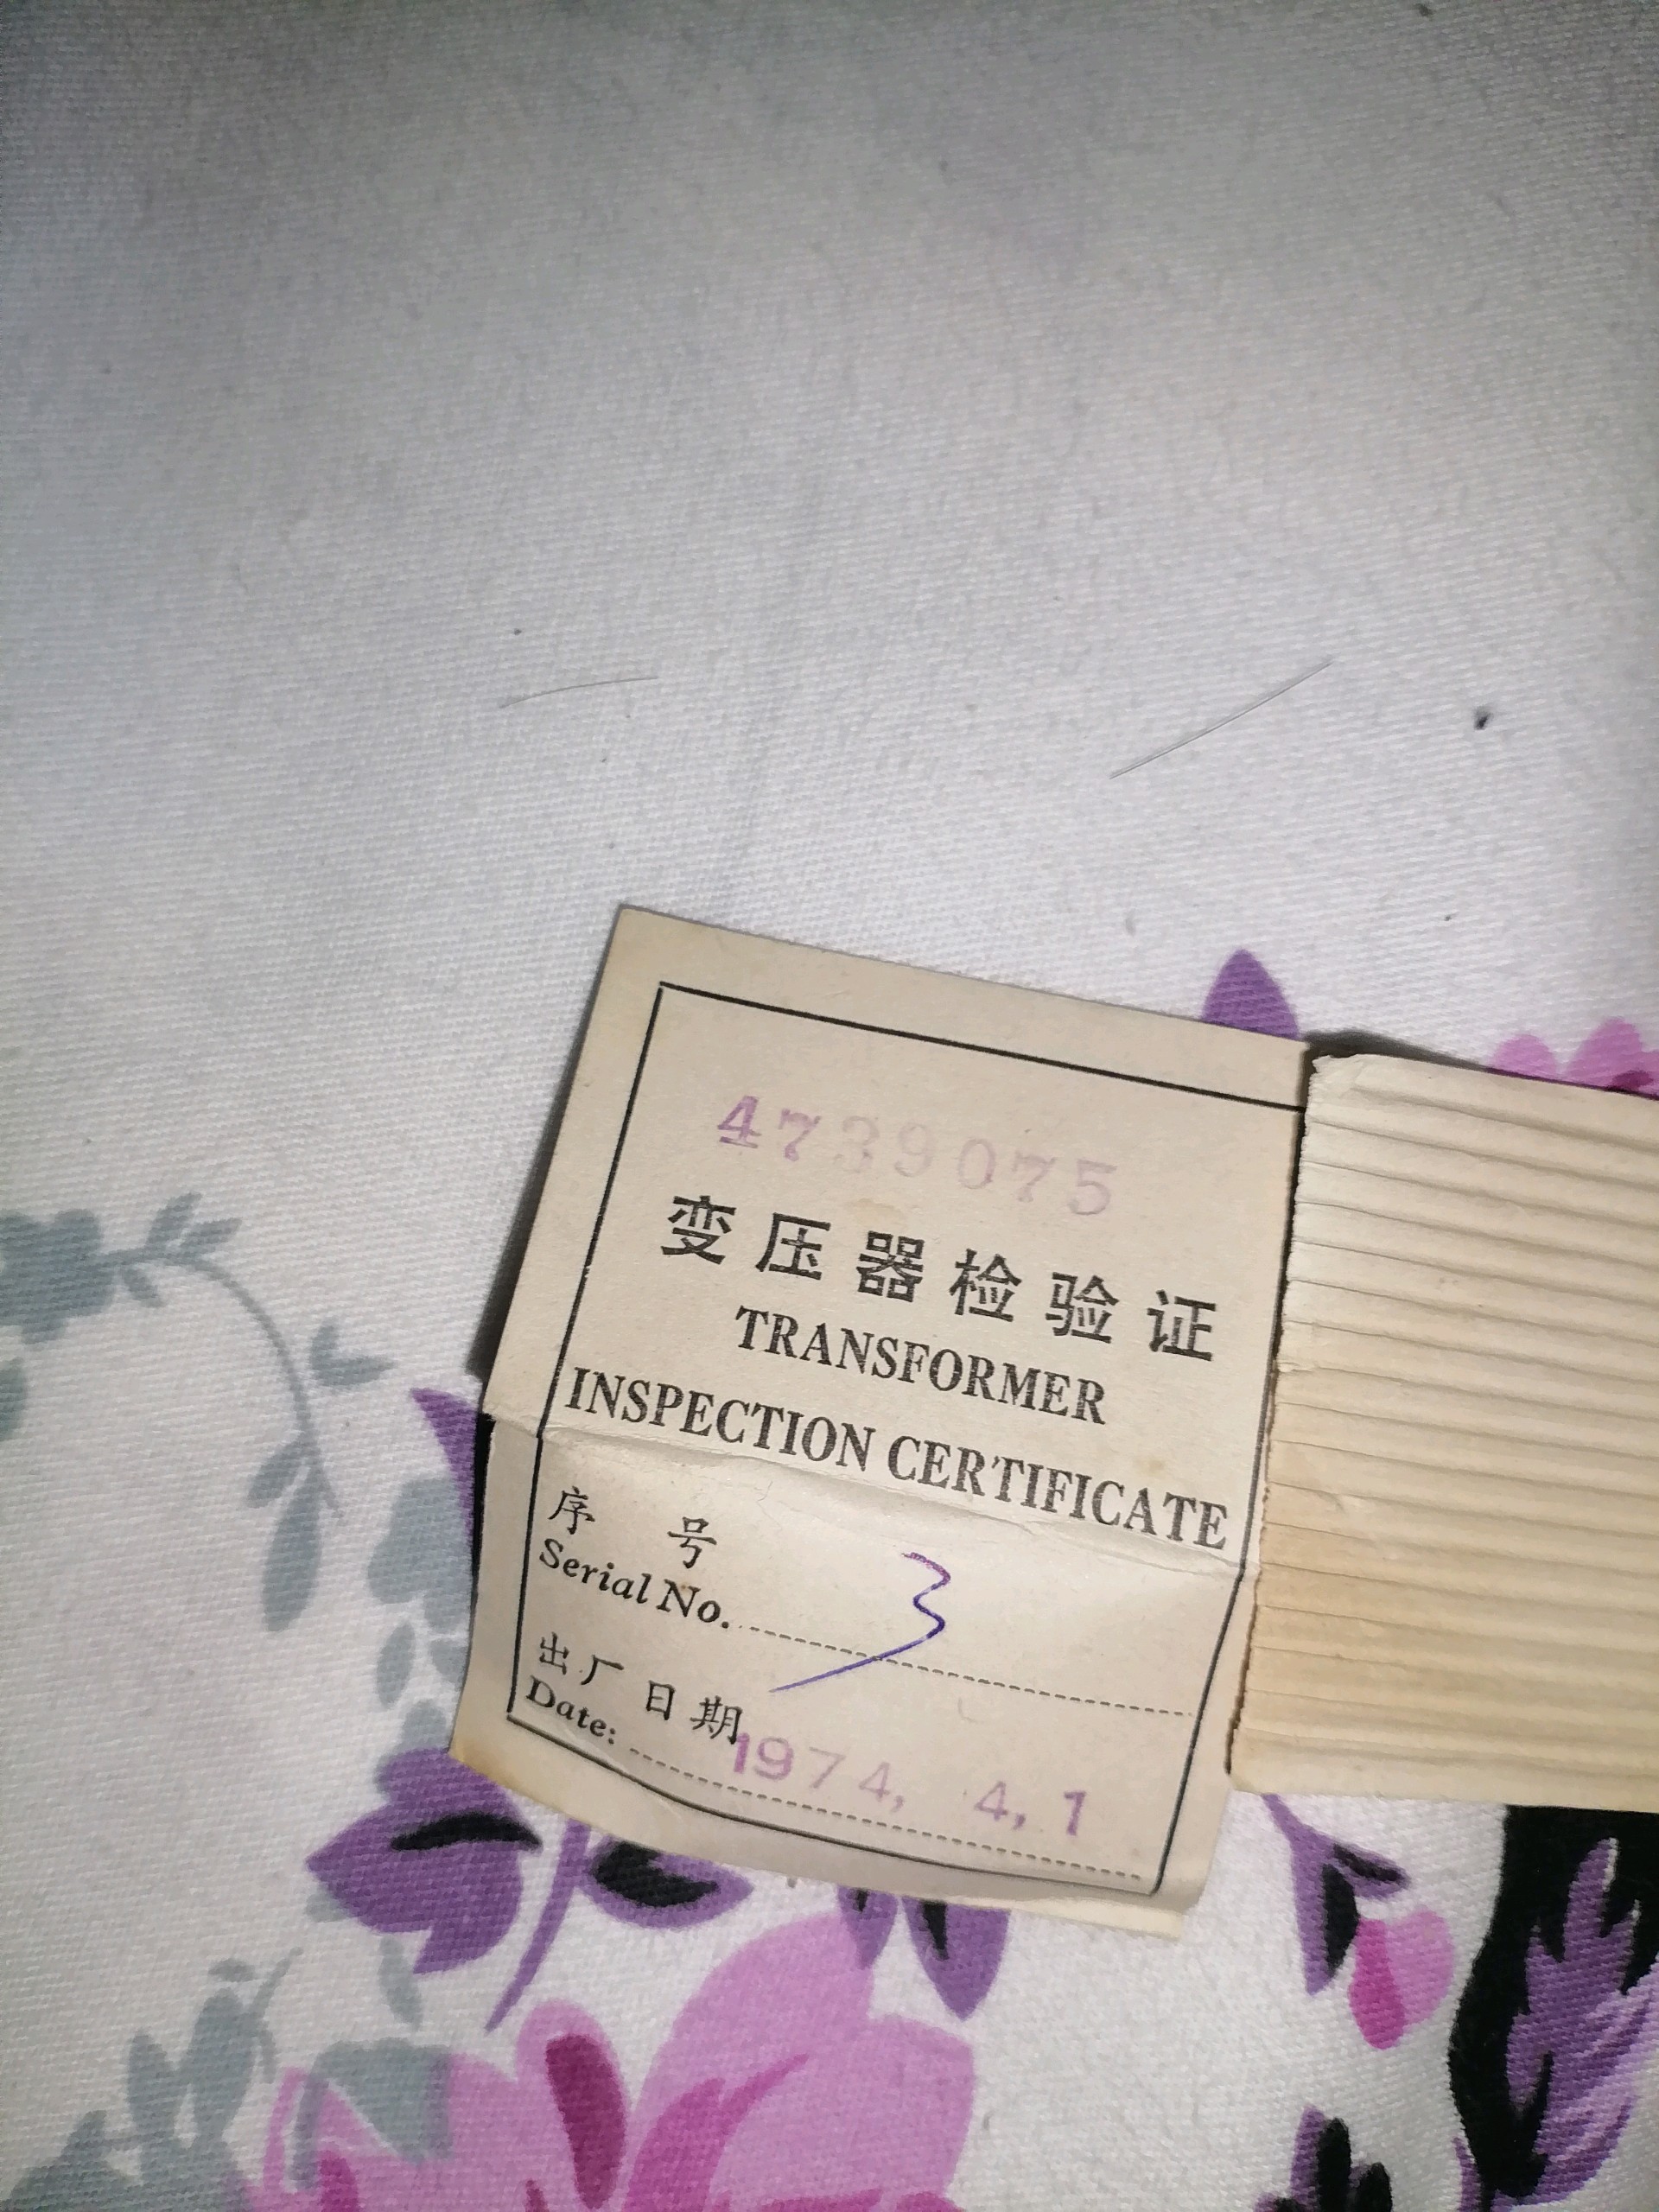 4739075
变压器检验证
TRANSFORMER
INSPECTION CERTIFICATE
序 号
Serial No. 3
出厂日期
Date: 1974, 4, 1